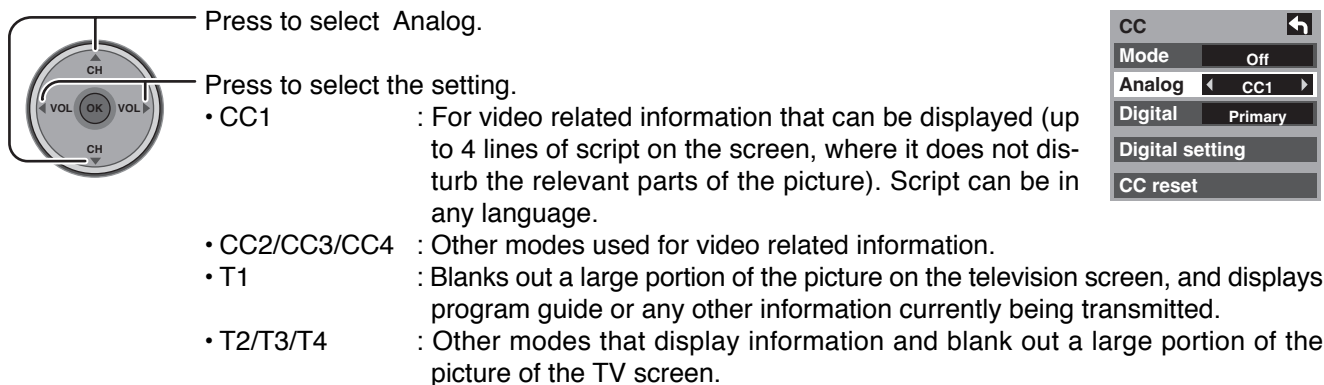 Press to select Analog.
CH
VOL OK VOL
CH
Press to select the setting.
• CC1 : For video related information that can be displayed (up
to 4 lines of script on the screen, where it does not dis-
turb the relevant parts of the picture). Script can be in
any language.
• CC2/CC3/CC4 : Other modes used for video related information.
• T1 : Blanks out a large portion of the picture on the television screen, and displays
program guide or any other information currently being transmitted.
• T2/T3/T4 : Other modes that display information and blank out a large portion of the
picture of the TV screen.
CC
Mode Off
Analog CC1
Digital Primary
Digital setting
CC reset